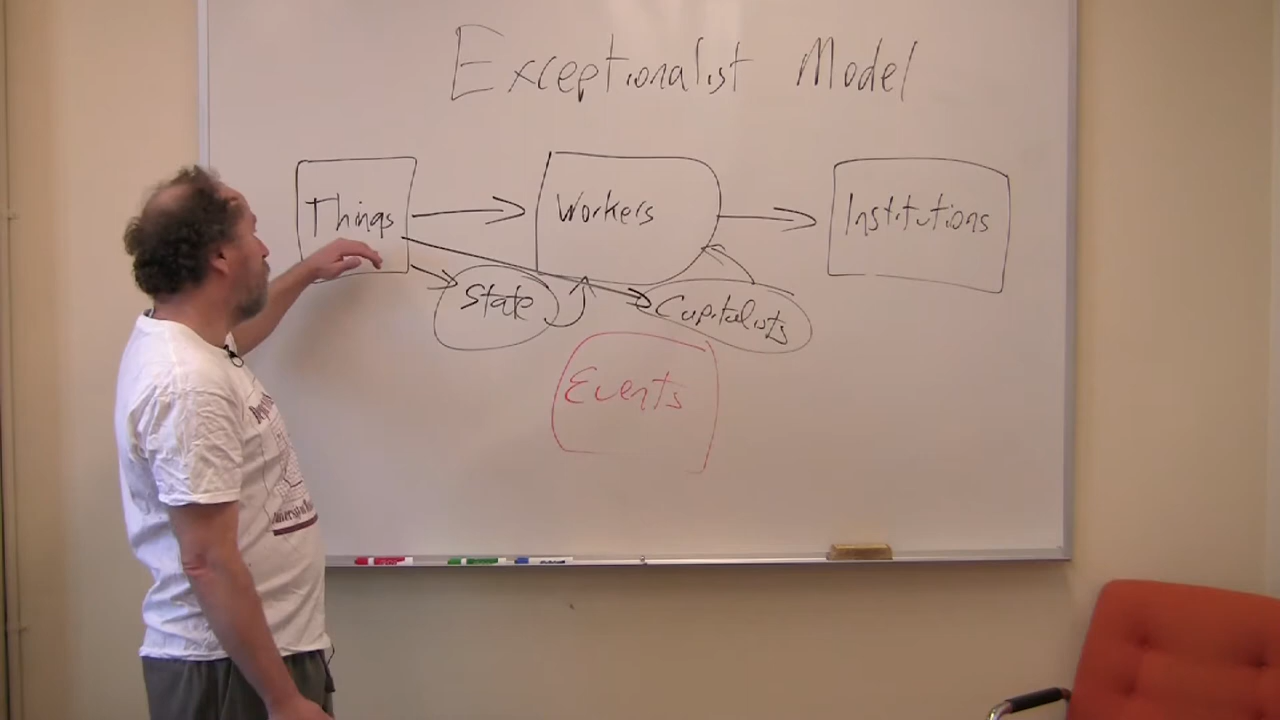 Exceptionalist Model
Things
Workers
Institutions
State
Capitalists
Events